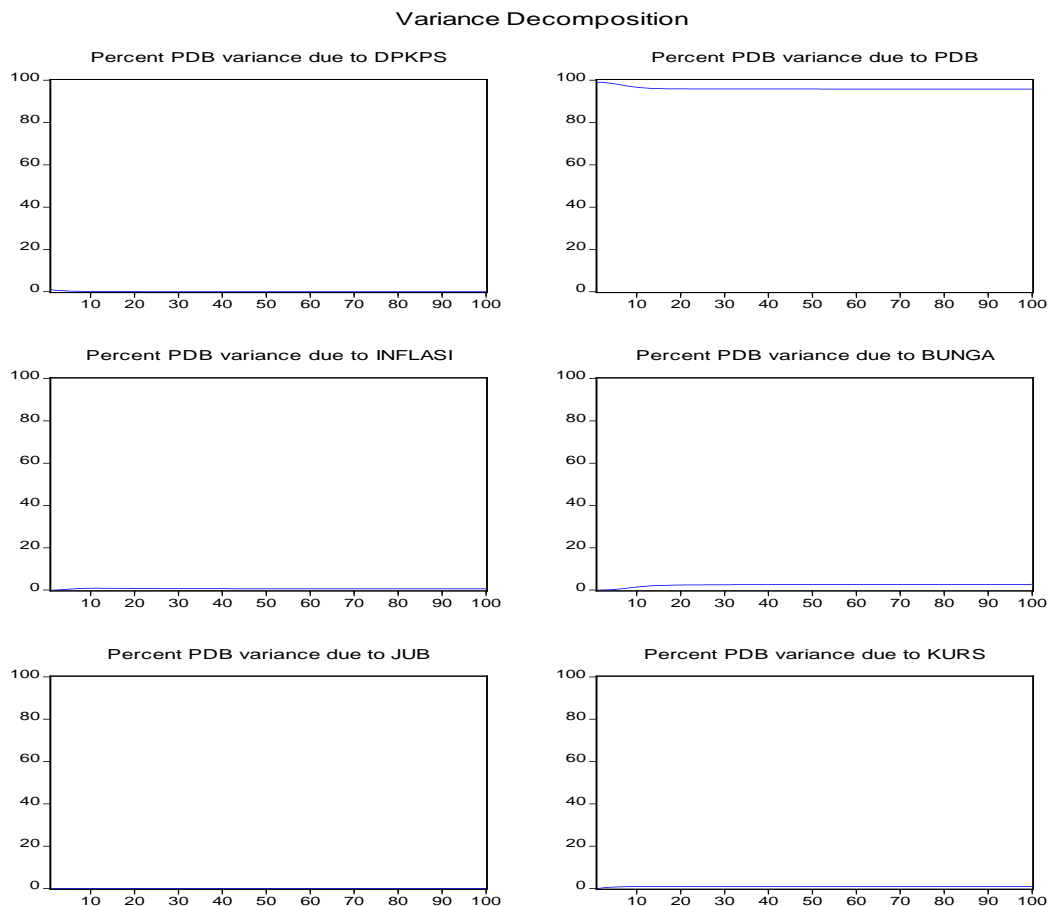 Variance Decomposition
Percent PDB variance due to DPKPS
100
80
60
40
20
0
10 20 30 40 50 60 70 80 90 100
Percent PDB variance due to PDB
100
80
60
40
20
0
10 20 30 40 50 60 70 80 90 100
Percent PDB variance due to INFLASI
100
80
60
40
20
0
10 20 30 40 50 60 70 80 90 100
Percent PDB variance due to BUNGA
100
80
60
40
20
0
10 20 30 40 50 60 70 80 90 100
Percent PDB variance due to JUB
100
80
60
40
20
0
10 20 30 40 50 60 70 80 90 100
Percent PDB variance due to KURS
100
80
60
40
20
0
10 20 30 40 50 60 70 80 90 100